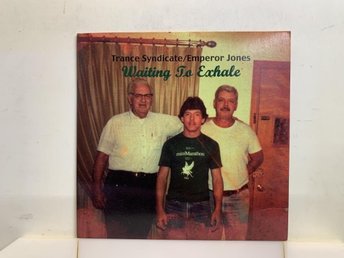 Trance Syndicate/Emperor Jones
Waiting To Exhale